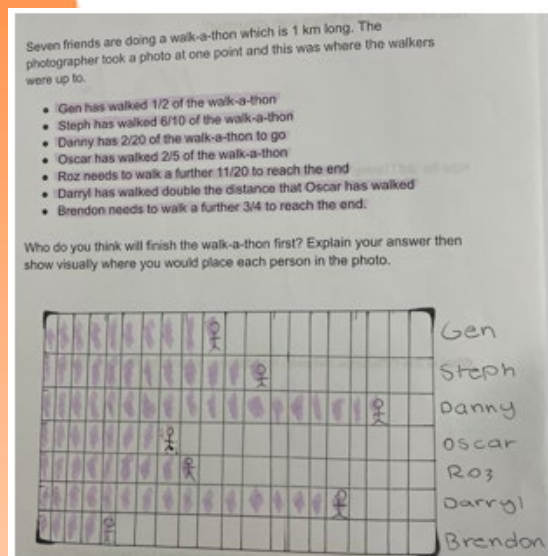 Seven friends are doing a walk-a-thon which is 1 km long. The
photographer took a photo at one point and this was where the walkers
were up to.
• Gen has walked 1/2 of the walk-a-thon
• Steph has walked 6/10 of the walk-a-thon
• Danny has 2/20 of the walk-a-thon to go
• Oscar has walked 2/5 of the walk-a-thon
• Roz needs to walk a further 11/20 to reach the end
• Darryl has walked double the distance that Oscar has walked
• Brendon needs to walk a further 3/4 to reach the end.
Who do you think will finish the walk-a-thon first? Explain your answer then
show visually where you would place each person in the photo.
Gen
Steph
Danny
Oscar
Roz
Darryl
Brendon